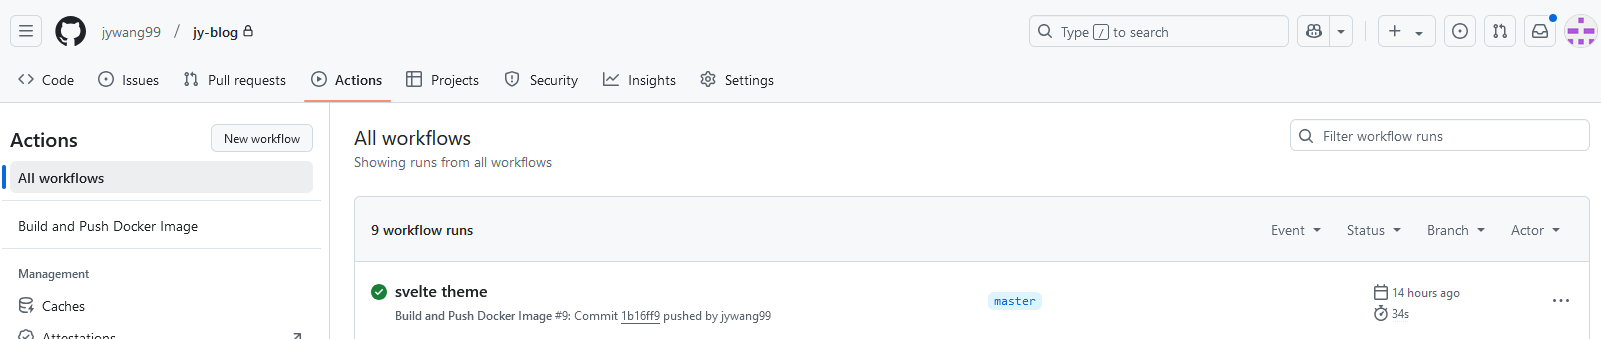 jywang99 / jy-blog
Type / to search
Code Issues Pull requests Actions Projects Security Insights Settings
Actions
New workflow
All workflows
Build and Push Docker Image
Management
Caches
Attestations
All workflows
Showing runs from all workflows
Filter workflow runs
9 workflow runs
Event Status Branch Actor
svelte theme
Build and Push Docker Image #9: Commit 1b16ff9 pushed by jywang99
master
14 hours ago
34s